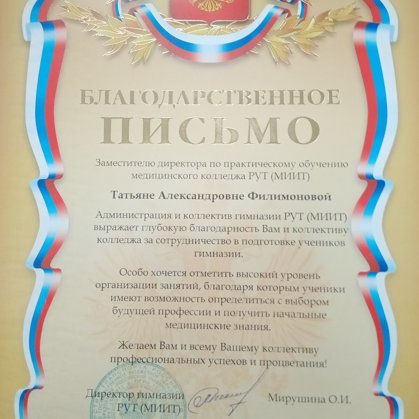 БЛАГОДАРСТВЕННОЕ
ПИСЬМО
Заместителю директора по практическому обучению
медицинского колледжа РУТ (МИИТ)
Татьяне Александровне Филимоновой
Администрация и коллектив гимназии РУТ (МИИТ)
выражает глубокую благодарность Вам и коллективу
колледжа за сотрудничество в подготовке учеников
гимназии.
Особо хочется отметить высокий уровень
организации занятий, благодаря которым ученики
имеют возможность определиться с выбором
будущей профессии и получить начальные
медицинские знания.
Желаем Вам и всему Вашему коллективу
профессиональных успехов и процветания!
Директор гимназии
РУТ (МИИТ)
Мирушина О.И.